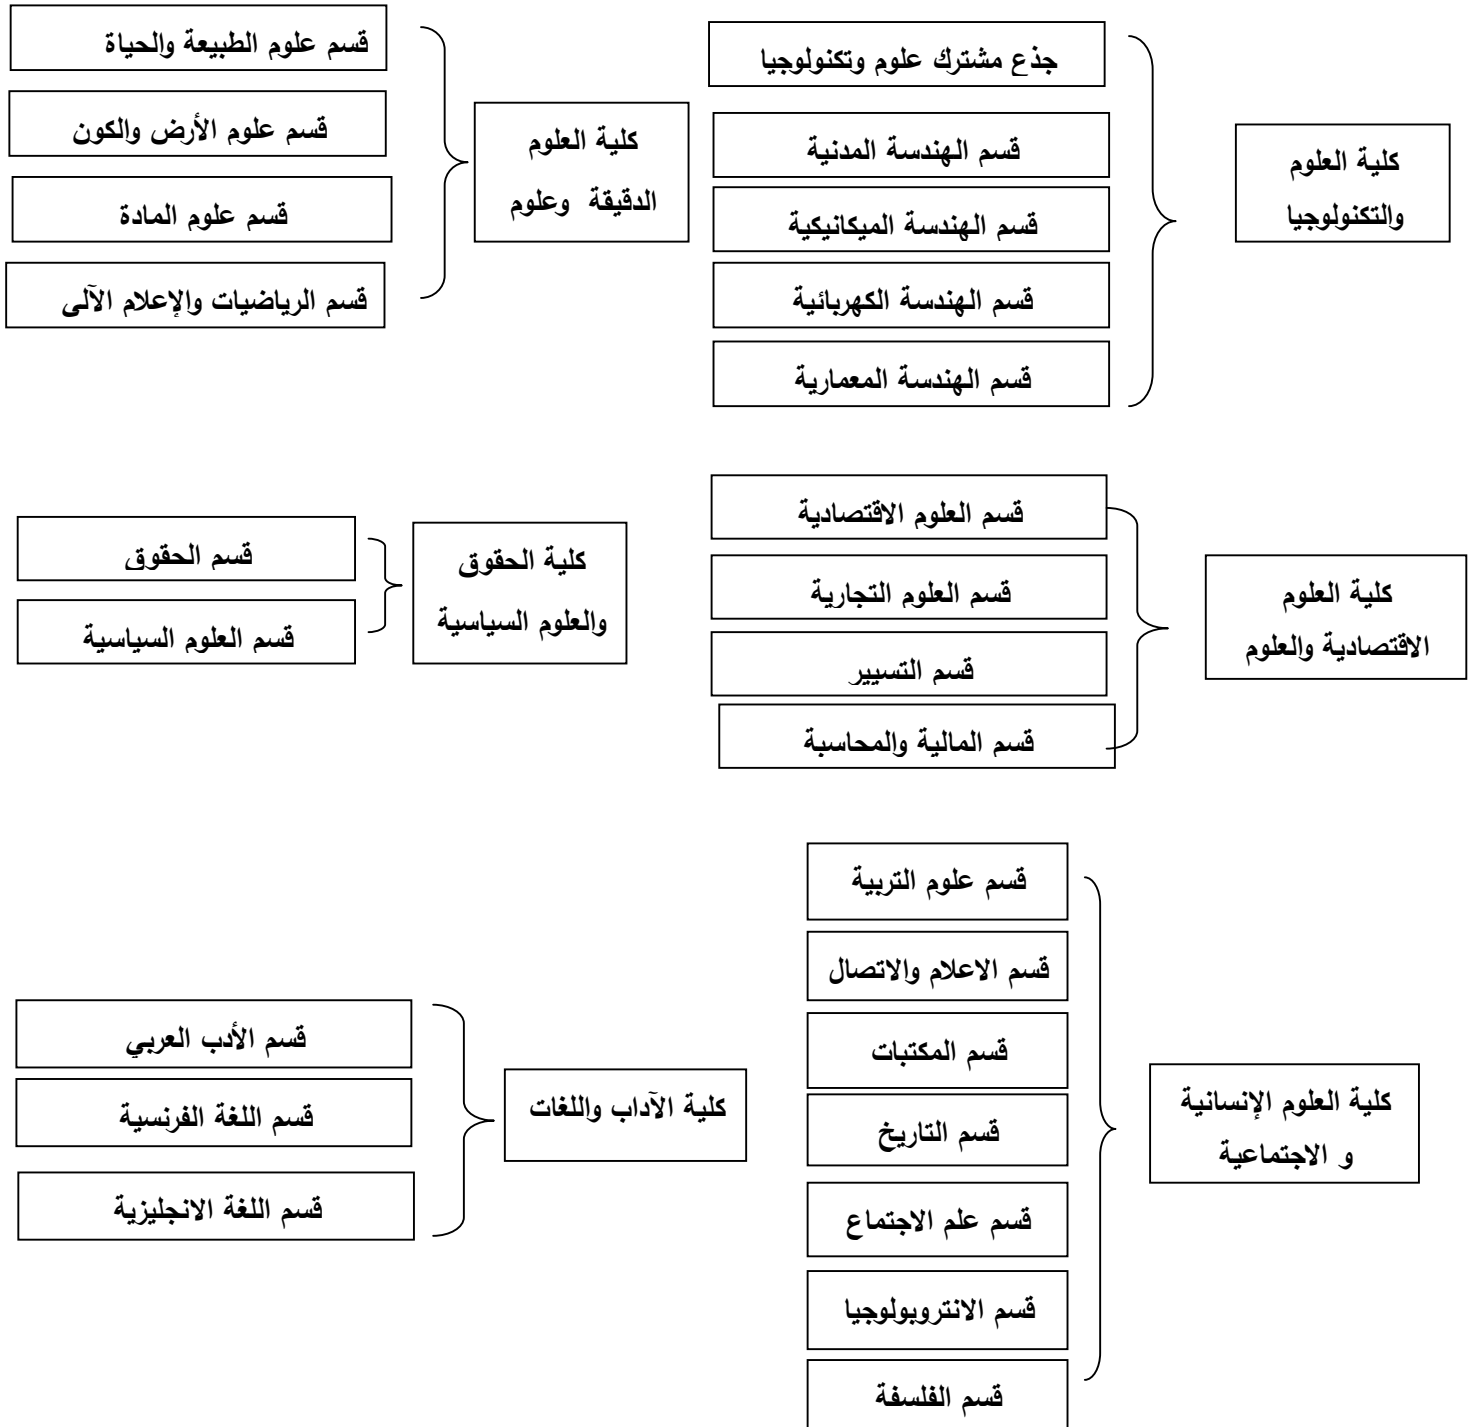 كلية العلوم
والتكنولوجيا
جذع مشترك علوم وتكنولوجيا
قسم الهندسة المدنية
قسم الهندسة الميكانيكية
قسم الهندسة الكهربائية
قسم الهندسة المعمارية
كلية العلوم
الدقيقة وعلوم
قسم علوم الطبيعة والحياة
قسم علوم الأرض والكون
قسم علوم المادة
قسم الرياضيات والإعلام الآلي
كلية العلوم
الاقتصادية والعلوم
قسم العلوم الاقتصادية
قسم العلوم التجارية
قسم التسيير
قسم المالية والمحاسبة
كلية الحقوق
والعلوم السياسية
قسم الحقوق
قسم العلوم السياسية
كلية العلوم الإنسانية
و الاجتماعية
قسم علوم التربية
قسم الاعلام والاتصال
قسم المكتبات
قسم التاريخ
قسم علم الاجتماع
قسم الانتروبولوجيا
قسم الفلسفة
كلية الآداب واللغات
قسم الأدب العربي
قسم اللغة الفرنسية
قسم اللغة الانجليزية